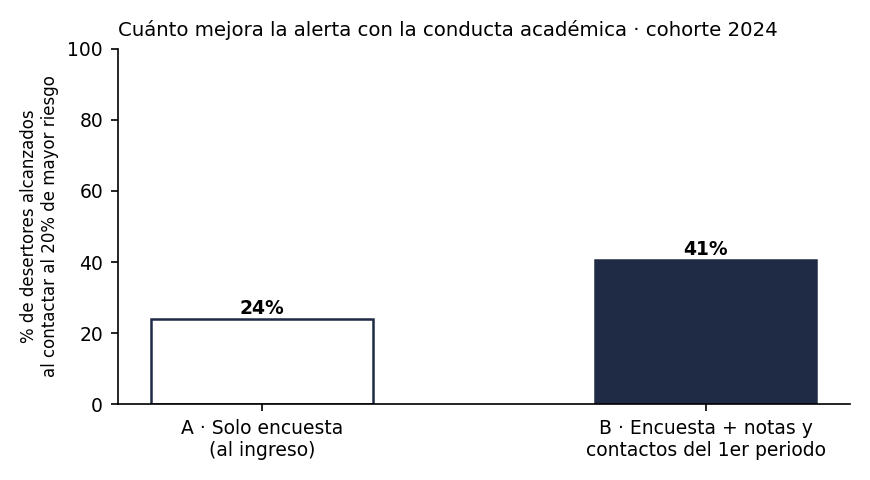 Cuánto mejora la alerta con la conducta académica · cohorte 2024
% de desertores alcanzados
al contactar al 20% de mayor riesgo
100
80
60
40
20
0
24%
41%
A · Solo encuesta
(al ingreso)
B · Encuesta + notas y
contactos del 1er periodo